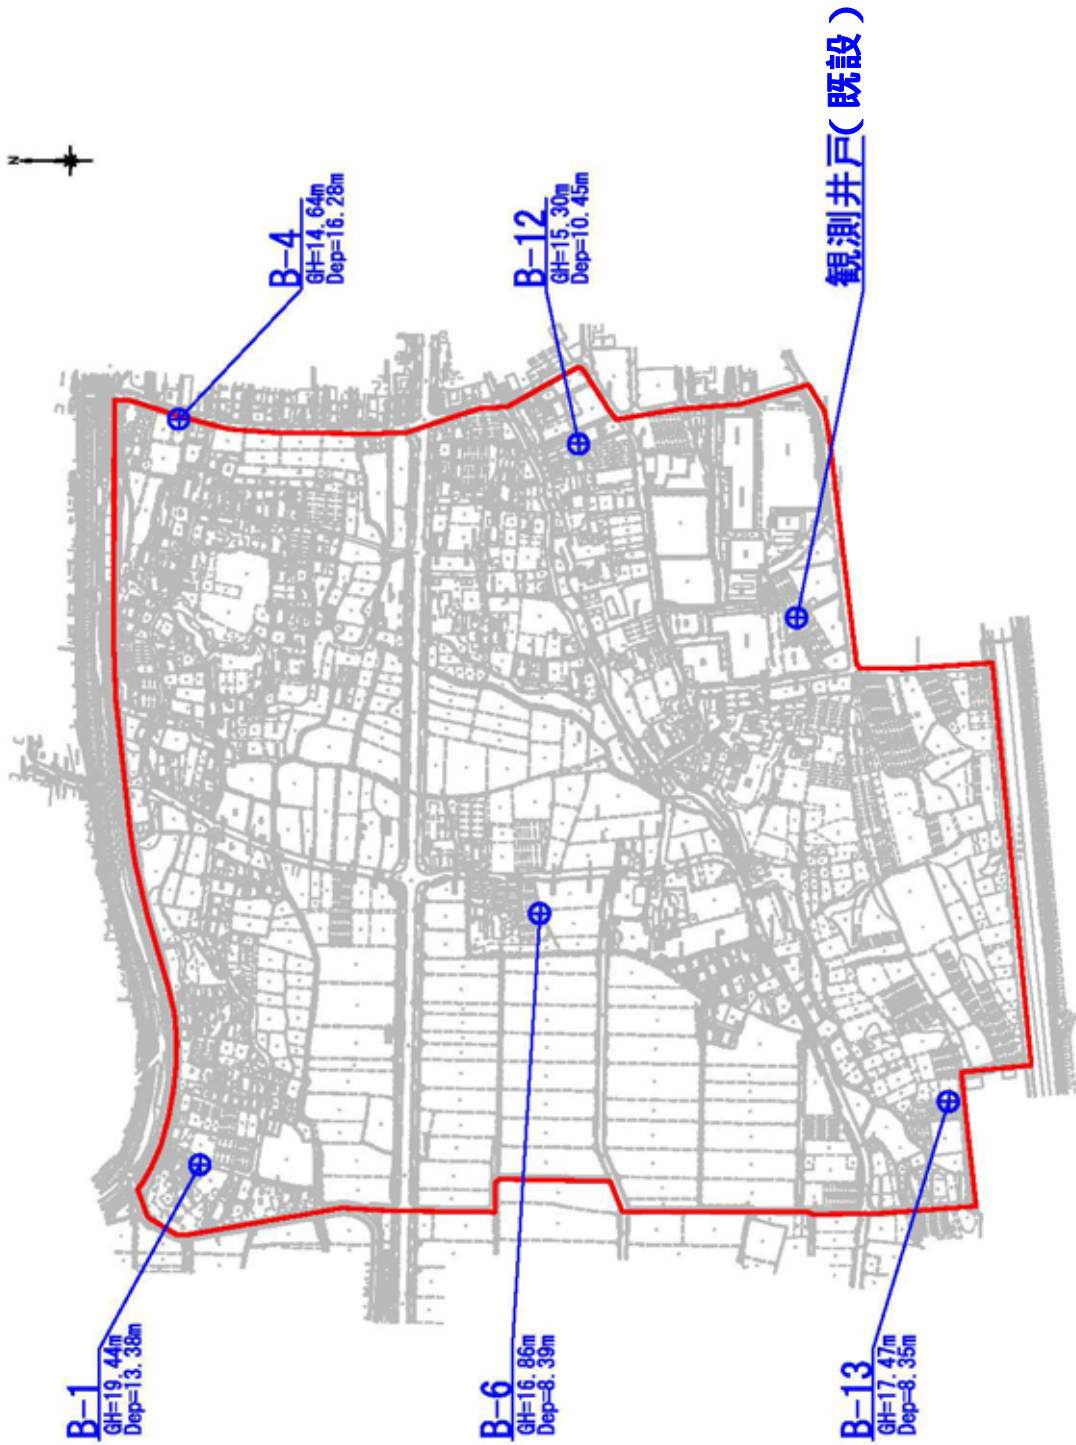 N
B-4
GH=14.64m
Dep=16.28m
B-12
GH=15.30m
Dep=10.45m
観測井戸(既設)
B-1
GH=19.44m
Dep=13.38m
B-6
GH=16.86m
Dep=8.39m
B-13
GH=17.47m
Dep=8.35m